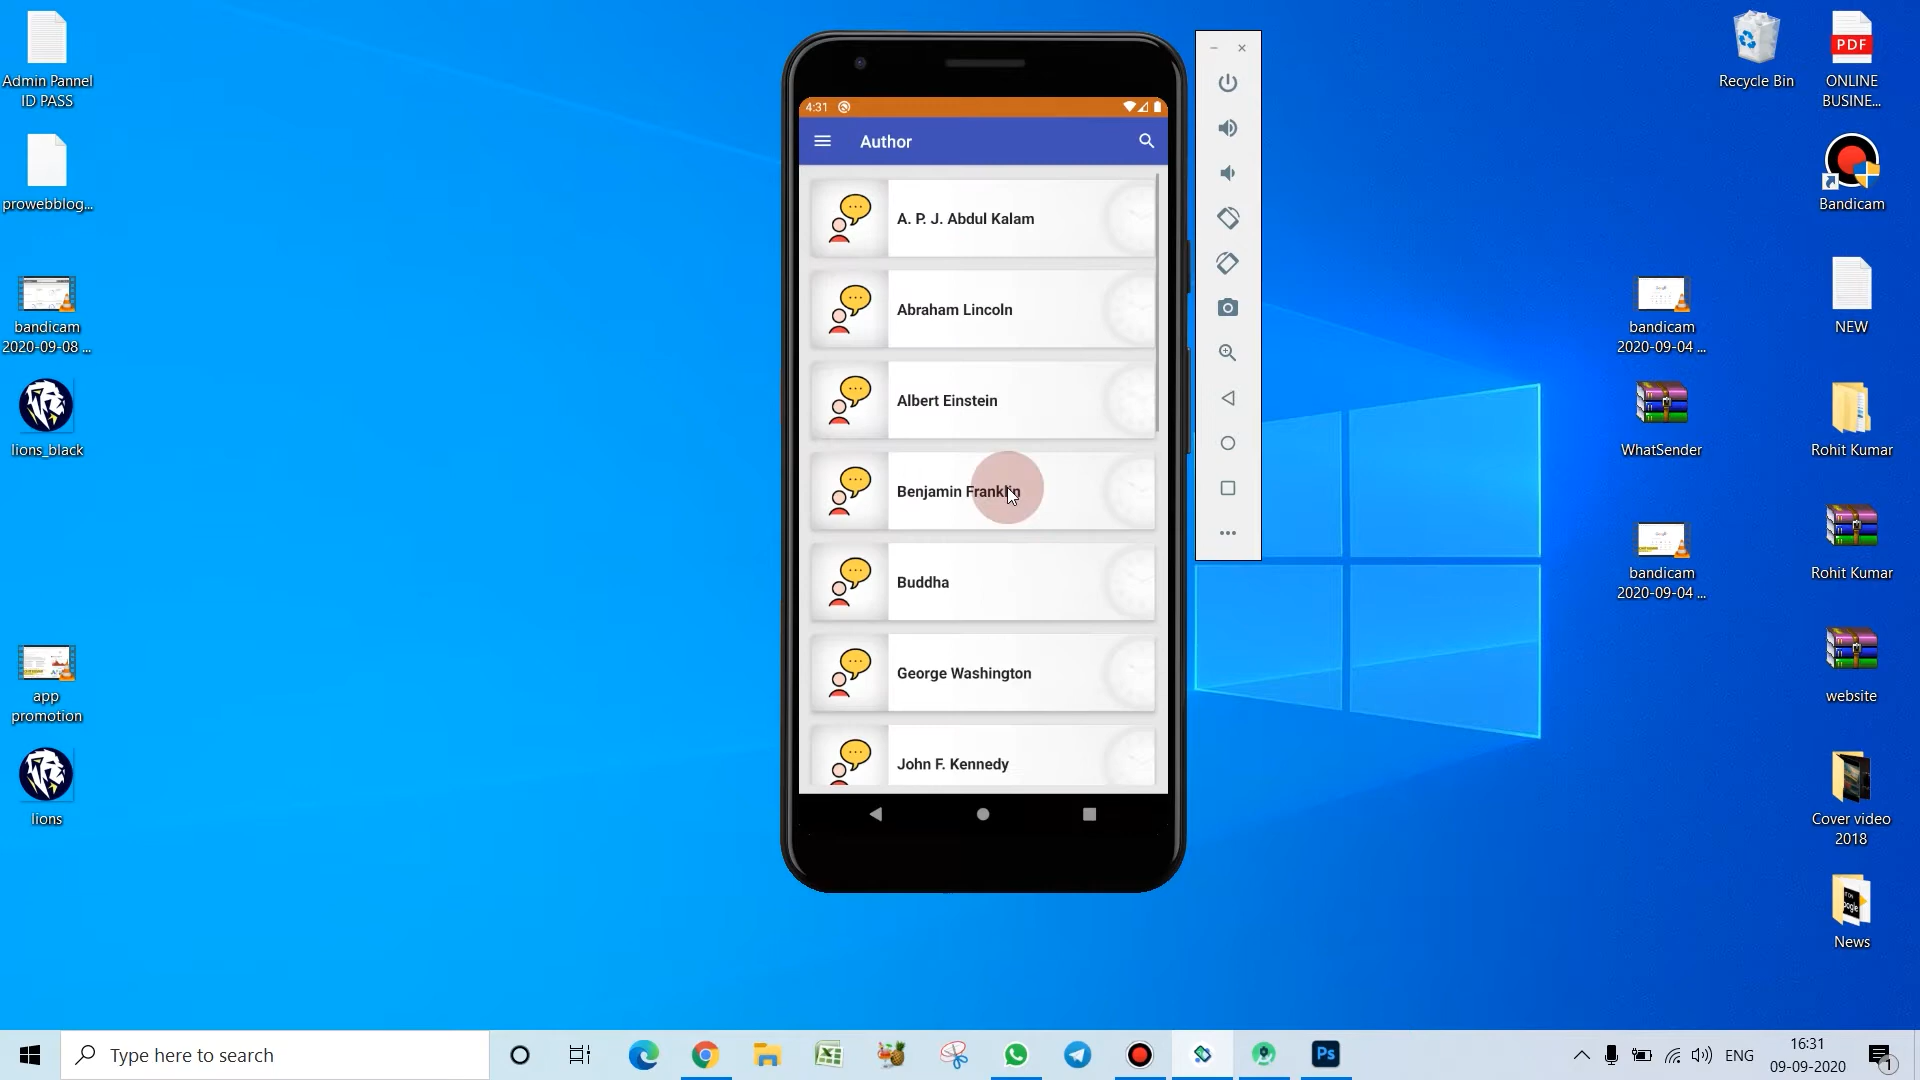 Admin Pannel
ID PASS
prowebblog...
bandicam
2020-09-08 ...
lions_black
app
promotion
lions
4:31
Author
A. P. J. Abdul Kalam
Abraham Lincoln
Albert Einstein
Benjamin Franklin
Buddha
George Washington
John F. Kennedy
Recycle Bin
PDF
ONLINE
BUSINE...
Bandicam
bandicam
2020-09-04 ...
NEW
WhatSender
Rohit Kumar
bandicam
2020-09-04 ...
Rohit Kumar
website
Cover video
2018
News
Type here to search
Ps
ENG
16:31
09-09-2020
1